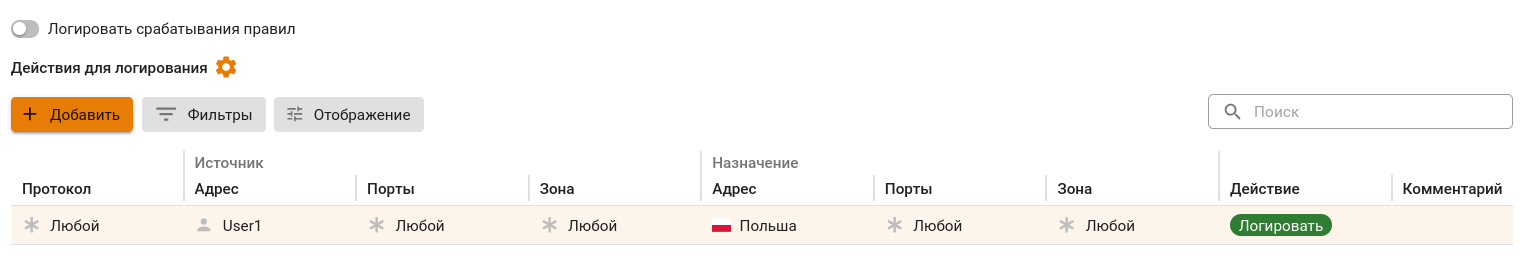 Логировать срабатывания правил
Действия для логирования
Добавить Фильтры Отображение Поиск
Источник Назначение
Протокол Адрес Порты Зона Адрес Порты Зона Действие Комментарий
Любой User1 Любой Любой Польша Любой Любой Логировать